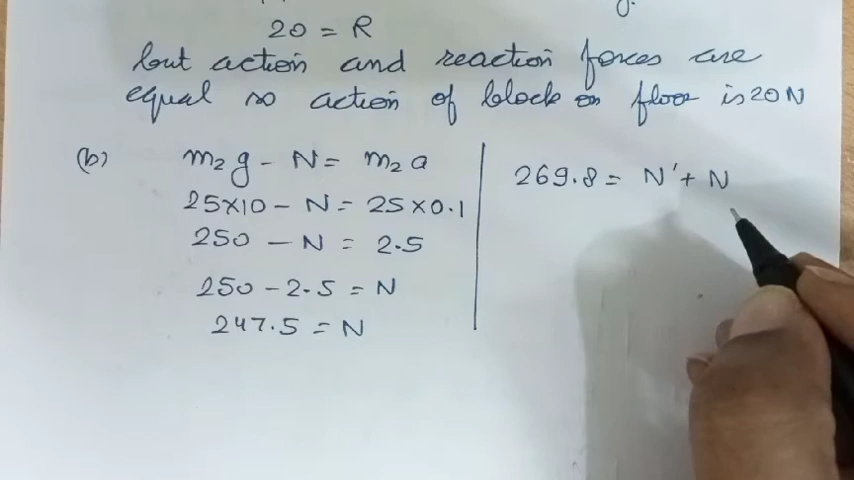 20 = R
but action and reaction forces are
equal so action of block on floor is 20 N
(b) m₂g - N = m₂a
25×10 - N = 25×0.1
250 - N = 2.5
250 - 2.5 = N
247.5 = N
269.8 = N' + N